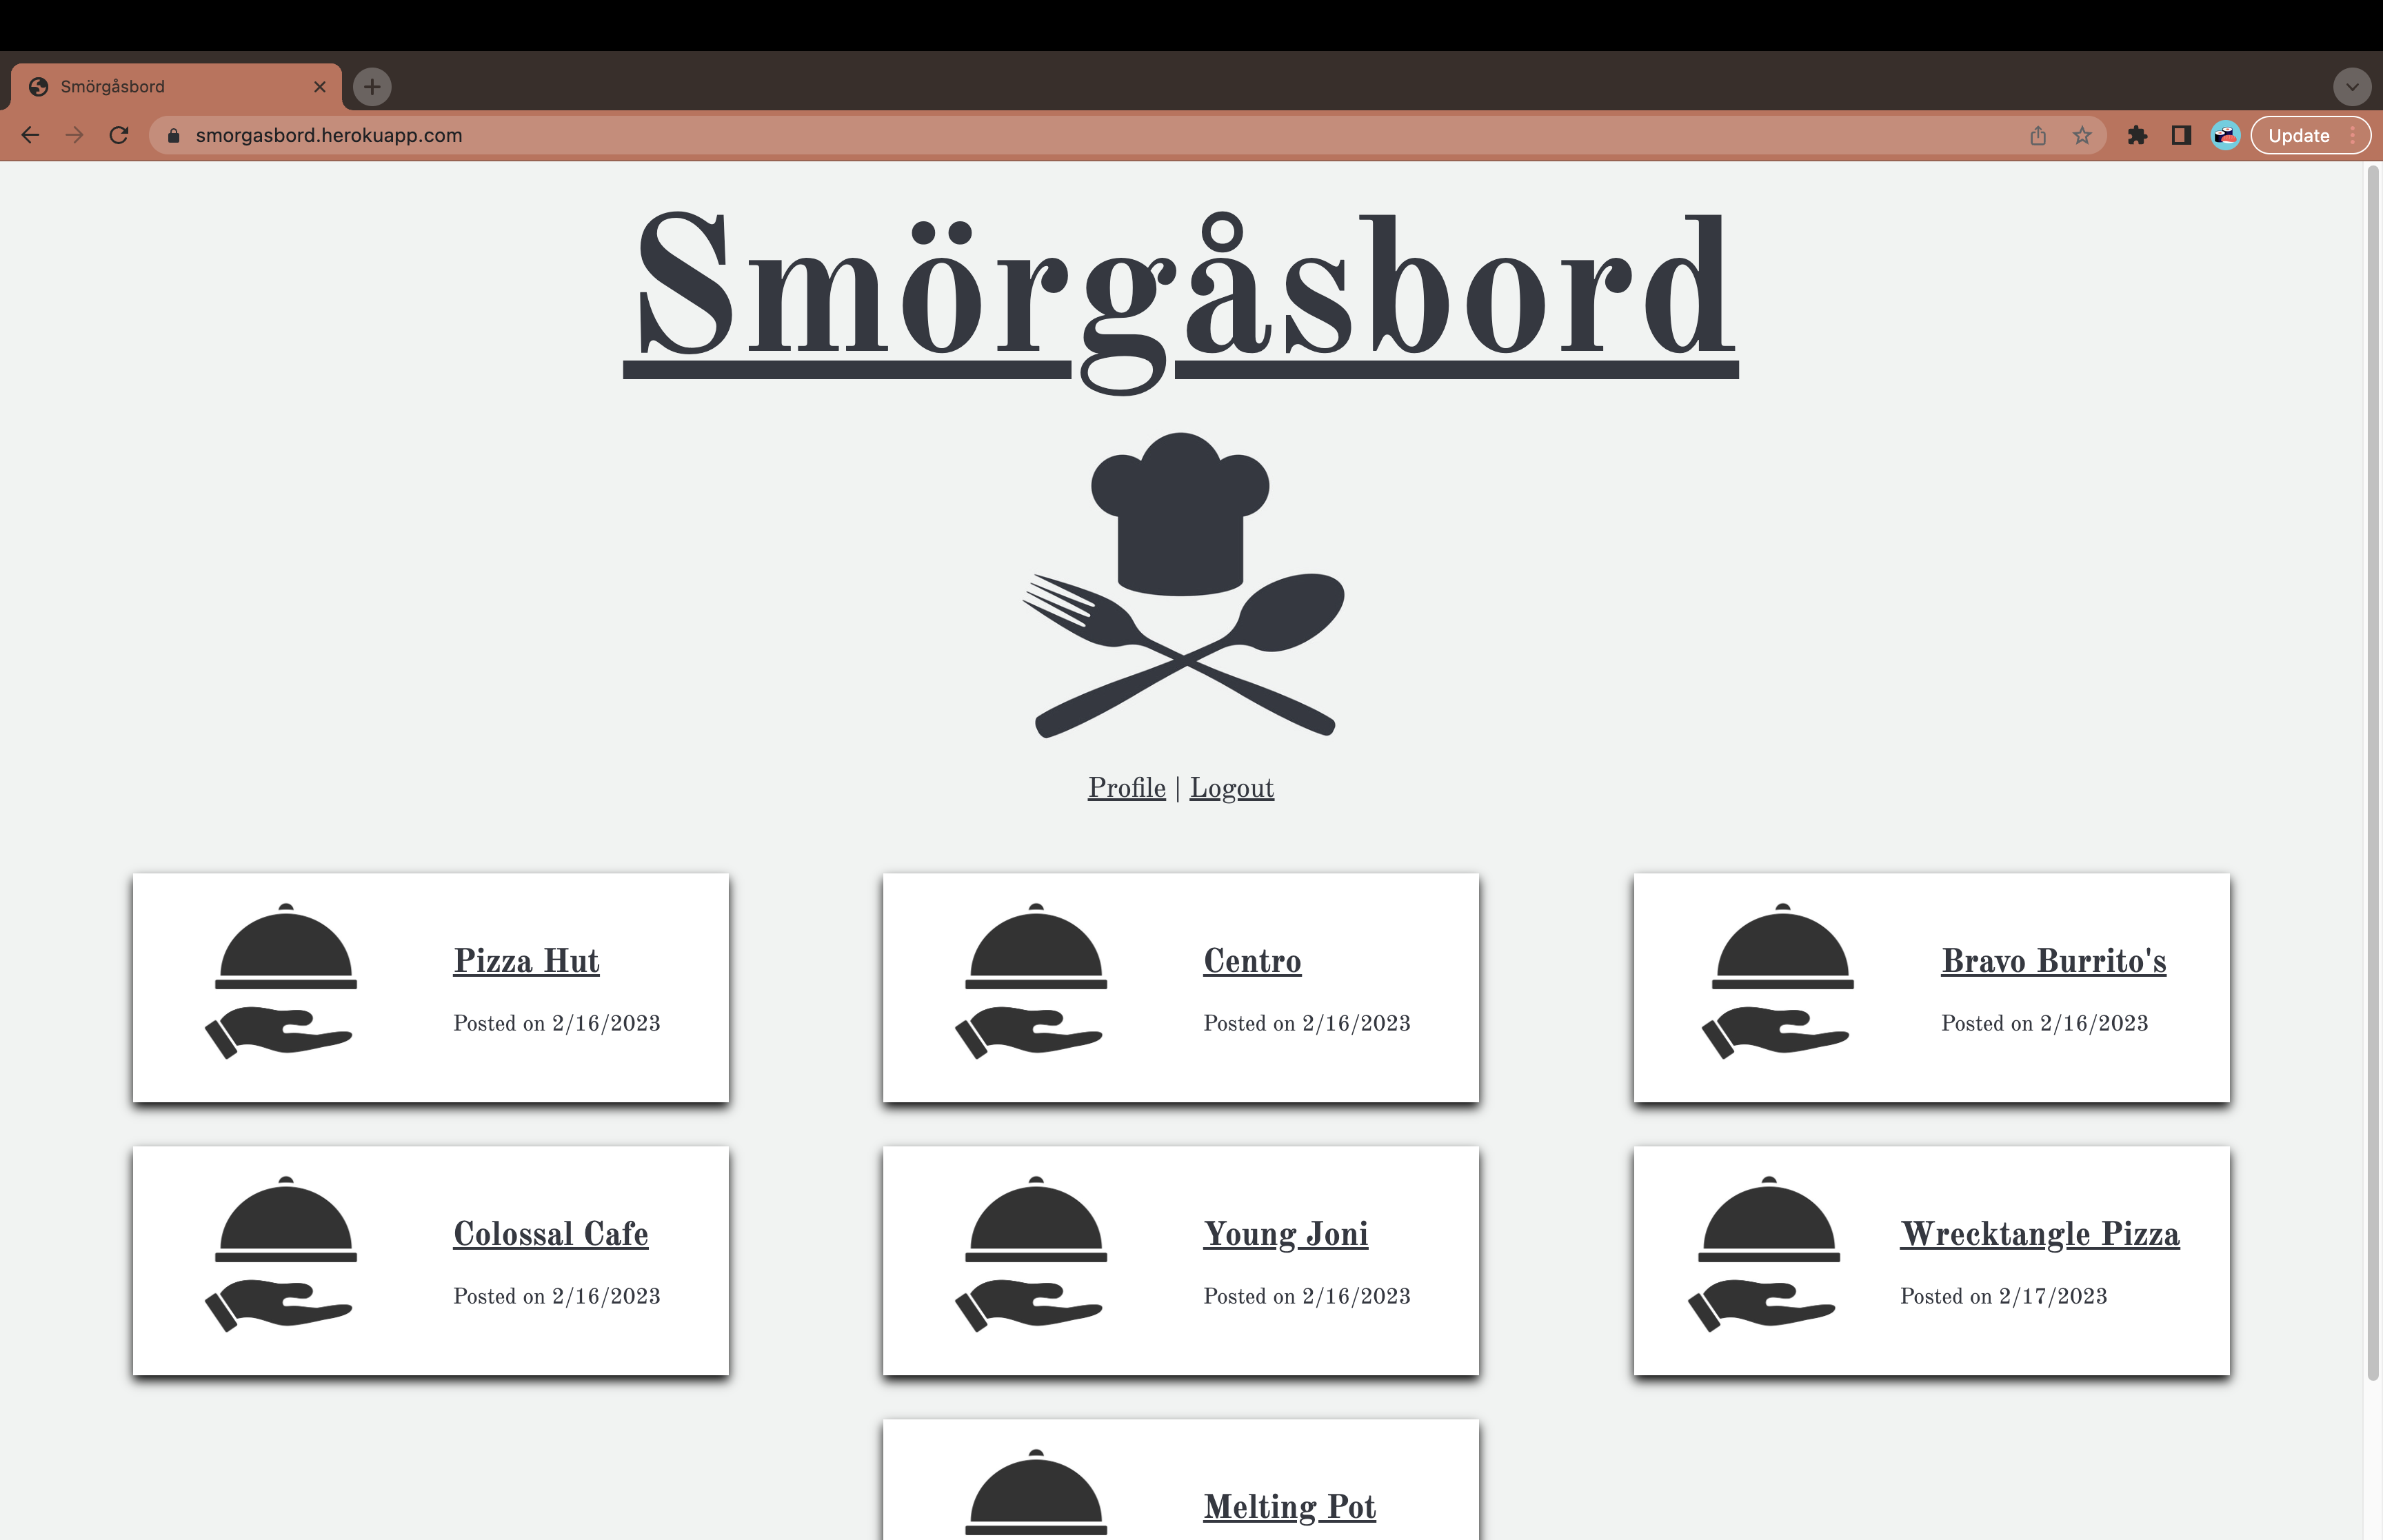 Smörgåsbord
smorgasbord.herokuapp.com
Update
Smörgåsbord
Profile | Logout
Pizza Hut
Posted on 2/16/2023
Centro
Posted on 2/16/2023
Bravo Burrito's
Posted on 2/16/2023
Colossal Cafe
Posted on 2/16/2023
Young Joni
Posted on 2/16/2023
Wrecktangle Pizza
Posted on 2/17/2023
Melting Pot